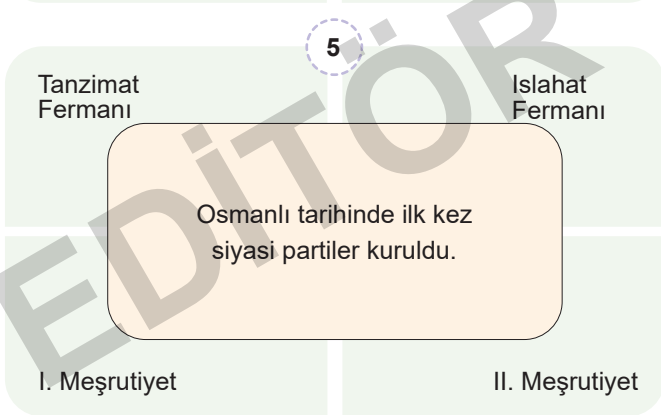 5
Tanzimat
Fermanı
Islahat
Fermanı
Osmanlı tarihinde ilk kez
siyasi partiler kuruldu.
I. Meşrutiyet
II. Meşrutiyet
EDİTÖR